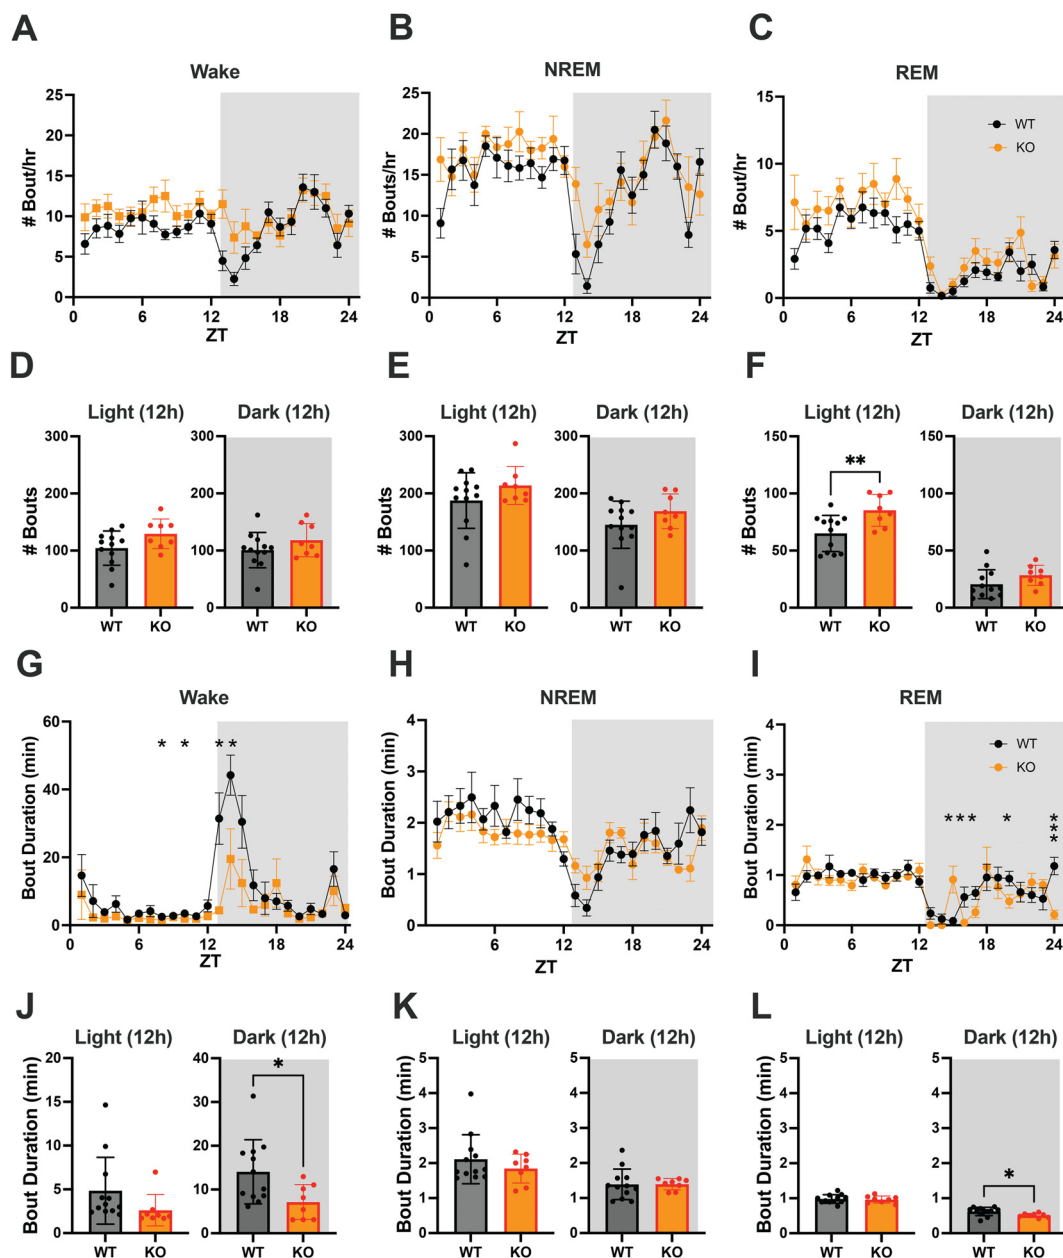 A
B
C
Wake
NREM
REM
# Bout/hr
25
20
15
10
5
0
0 6 12 18 24
ZT
# Bouts/hr
25
20
15
10
5
0
0 6 12 18 24
ZT
# Bout/hr
15
10
5
0
0 6 12 18 24
ZT
WT
KO
D
E
F
Light (12h)
Dark (12h)
Light (12h)
Dark (12h)
Light (12h)
Dark (12h)
# Bouts
300
200
100
0
WT KO
300
200
100
0
WT KO
# Bouts
300
200
100
0
WT KO
300
200
100
0
WT KO
# Bouts
150
100
50
0
**
WT KO
150
100
50
0
WT KO
G
H
I
Wake
NREM
REM
Bout Duration (min)
60
40
20
0
* * * *
0 6 12 18 24
ZT
Bout Duration (min)
4
3
2
1
0
6 12 18 24
ZT
Bout Duration (min)
4
3
2
1
0
WT
KO
* * * * ***
0 6 12 18 24
ZT
J
K
L
Light (12h)
Dark (12h)
Light (12h)
Dark (12h)
Light (12h)
Dark (12h)
Bout Duration (min)
20
15
10
5
0
WT KO
40
30
20
10
0
*
WT KO
Bout Duration (min)
5
4
3
2
1
0
WT KO
5
4
3
2
1
0
WT KO
Bout Duration (min)
5
4
3
2
1
0
WT KO
5
4
3
2
1
0
*
WT KO